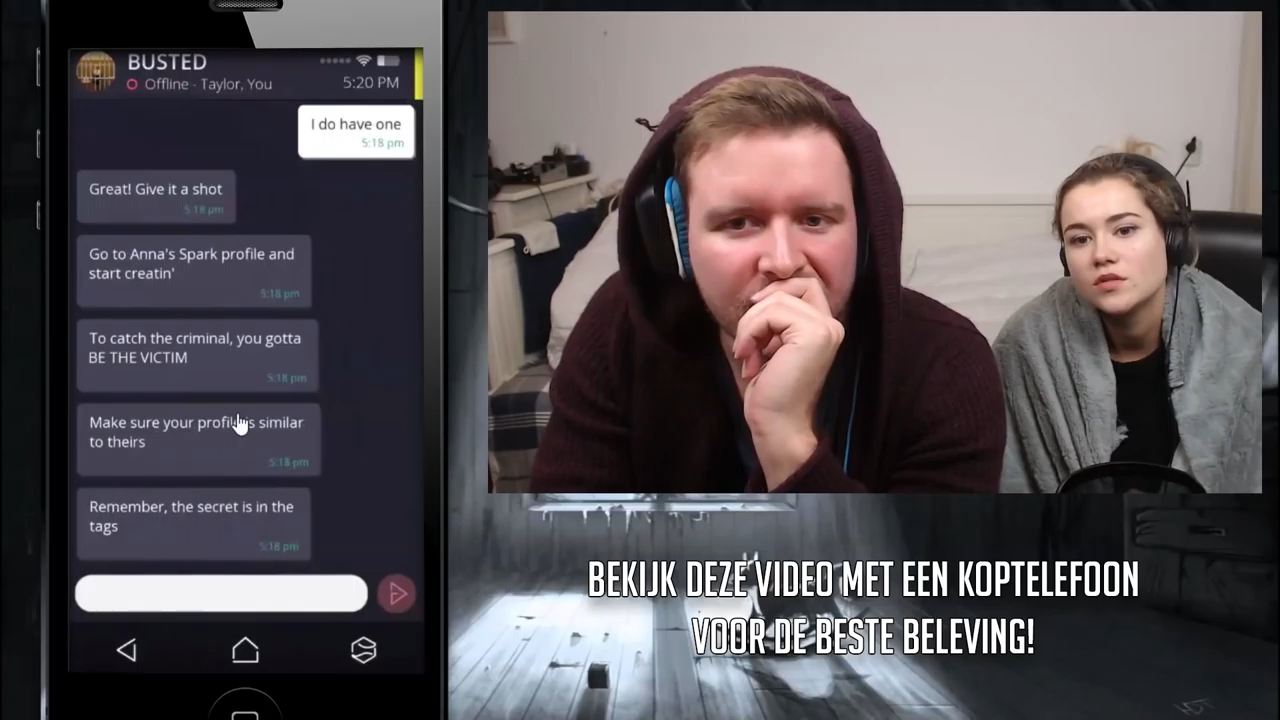 BUSTED
Offline - Taylor, You
5:20 PM
I do have one
5:18 pm
Great! Give it a shot
5:18 pm
Go to Anna's Spark profile and
start creatin'
5:18 pm
To catch the criminal, you gotta
BE THE VICTIM
5:18 pm
Make sure your profile is similar
to theirs
5:18 pm
Remember, the secret is in the
tags
5:18 pm
BEKIJK DEZE VIDEO MET EEN KOPTELEFOON
VOOR DE BESTE BELEVING!